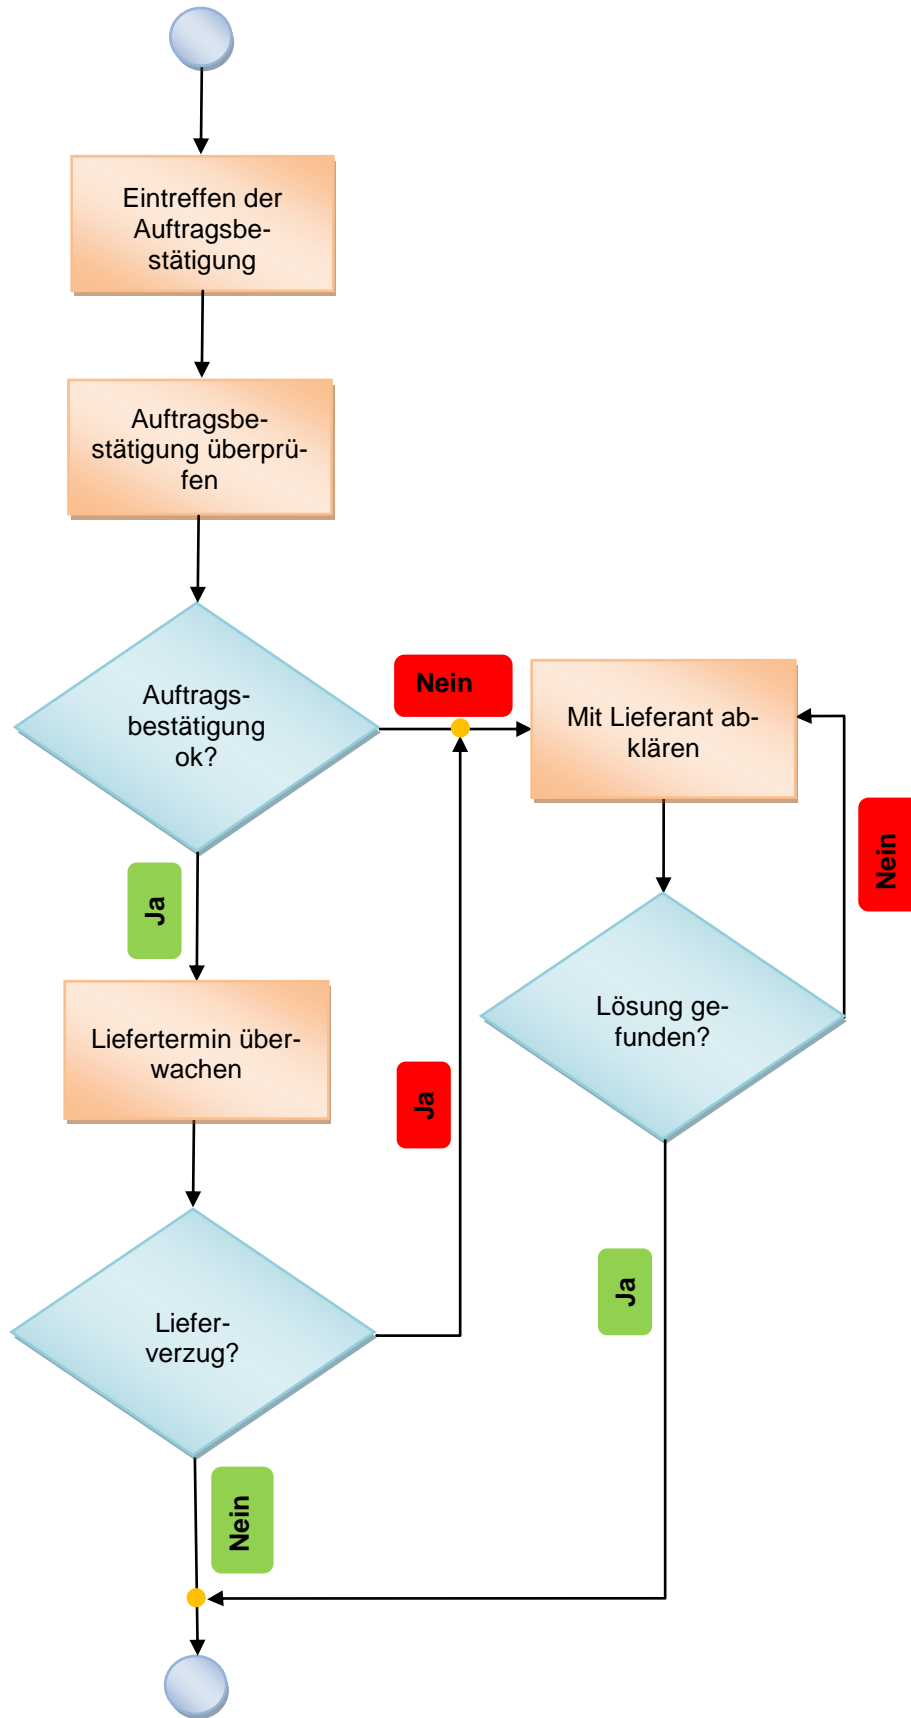 Eintreffen der
Auftragsbe-
stätigung
Auftragsbe-
stätigung überprü-
fen
Auftrags-
bestätigung
ok?
Nein
Mit Lieferant ab-
klären
Nein
Ja
Liefertermin über-
wachen
Lösung ge-
funden?
Ja
Ja
Liefer-
verzug?
Nein